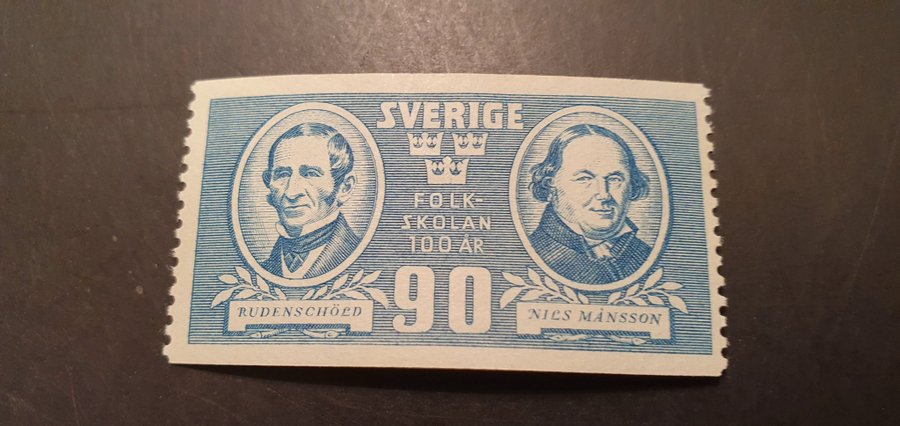 SVERIGE
FOLK-
SKOLAN
100 ÅR
90
RUDENSCHÖLD
NILS MÅNSSON